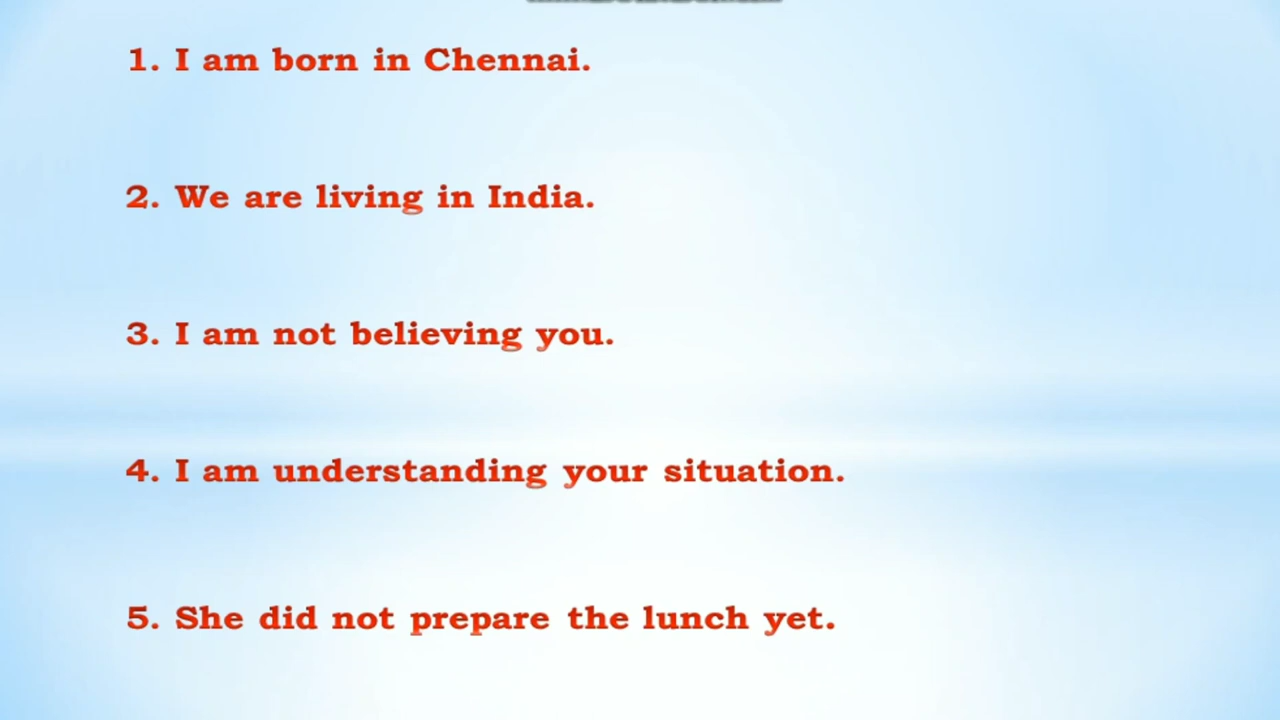 1. I am born in Chennai.
2. We are living in India.
3. I am not believing you.
4. I am understanding your situation.
5. She did not prepare the lunch yet.